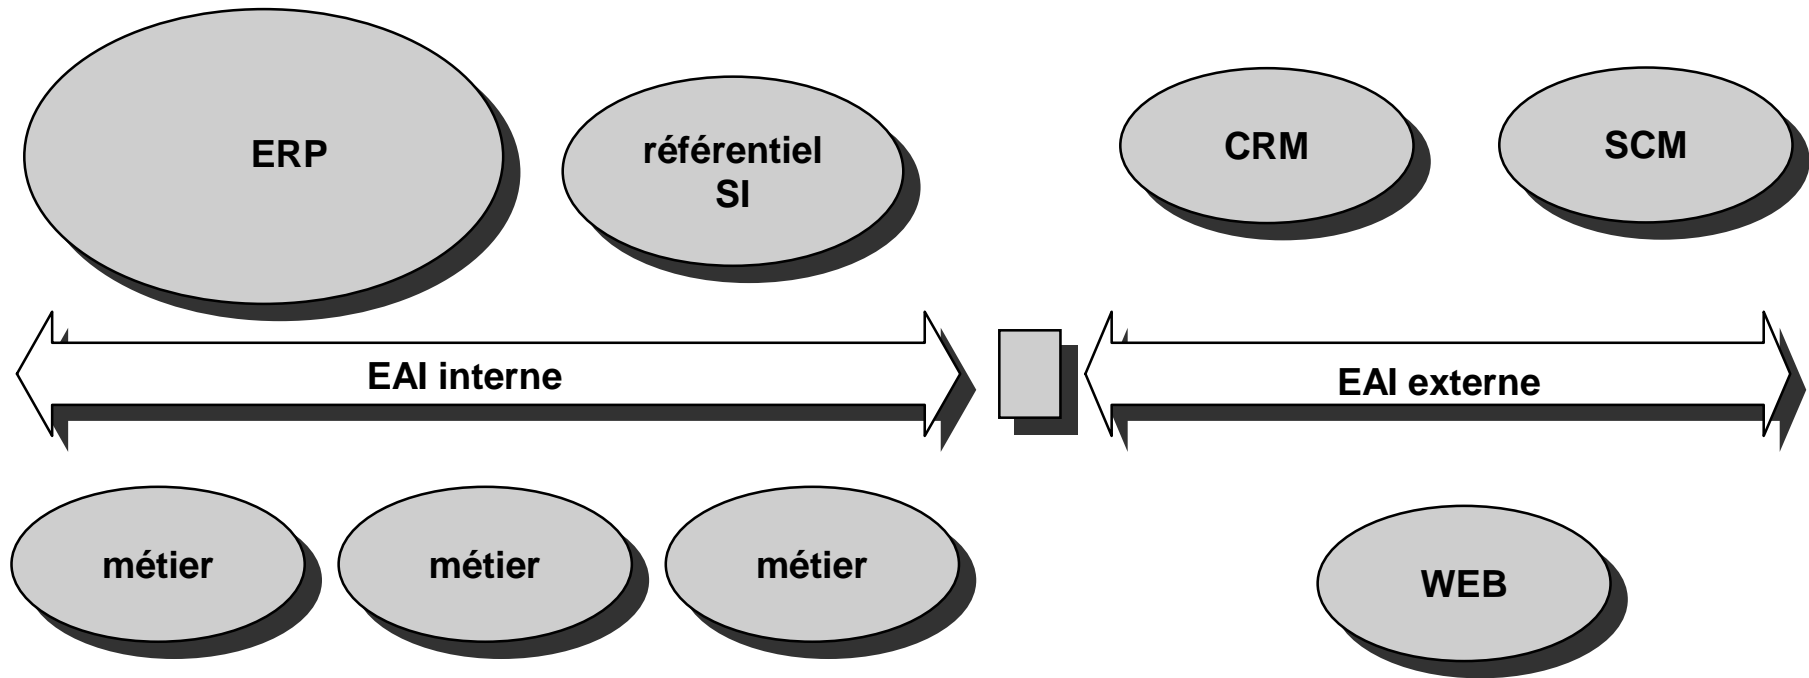 ERP
référentiel
SI
CRM
SCM
EAI interne
EAI externe
métier
métier
métier
WEB